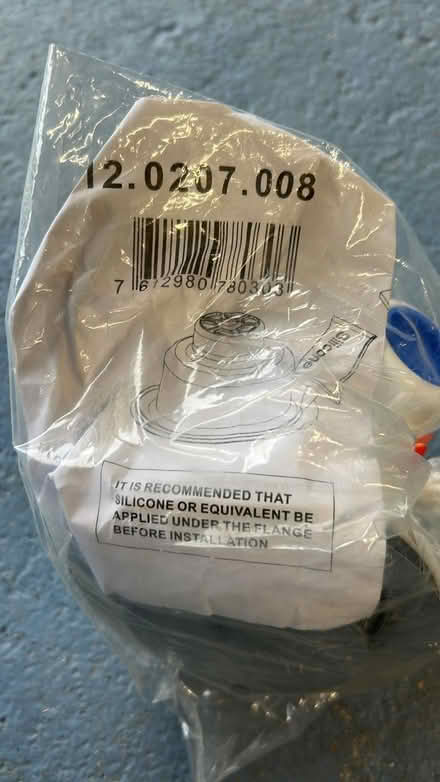 12.0207.008
7 612980 780303
silicone
IT IS RECOMMENDED THAT
SILICONE OR EQUIVALENT BE
APPLIED UNDER THE FLANGE
BEFORE INSTALLATION